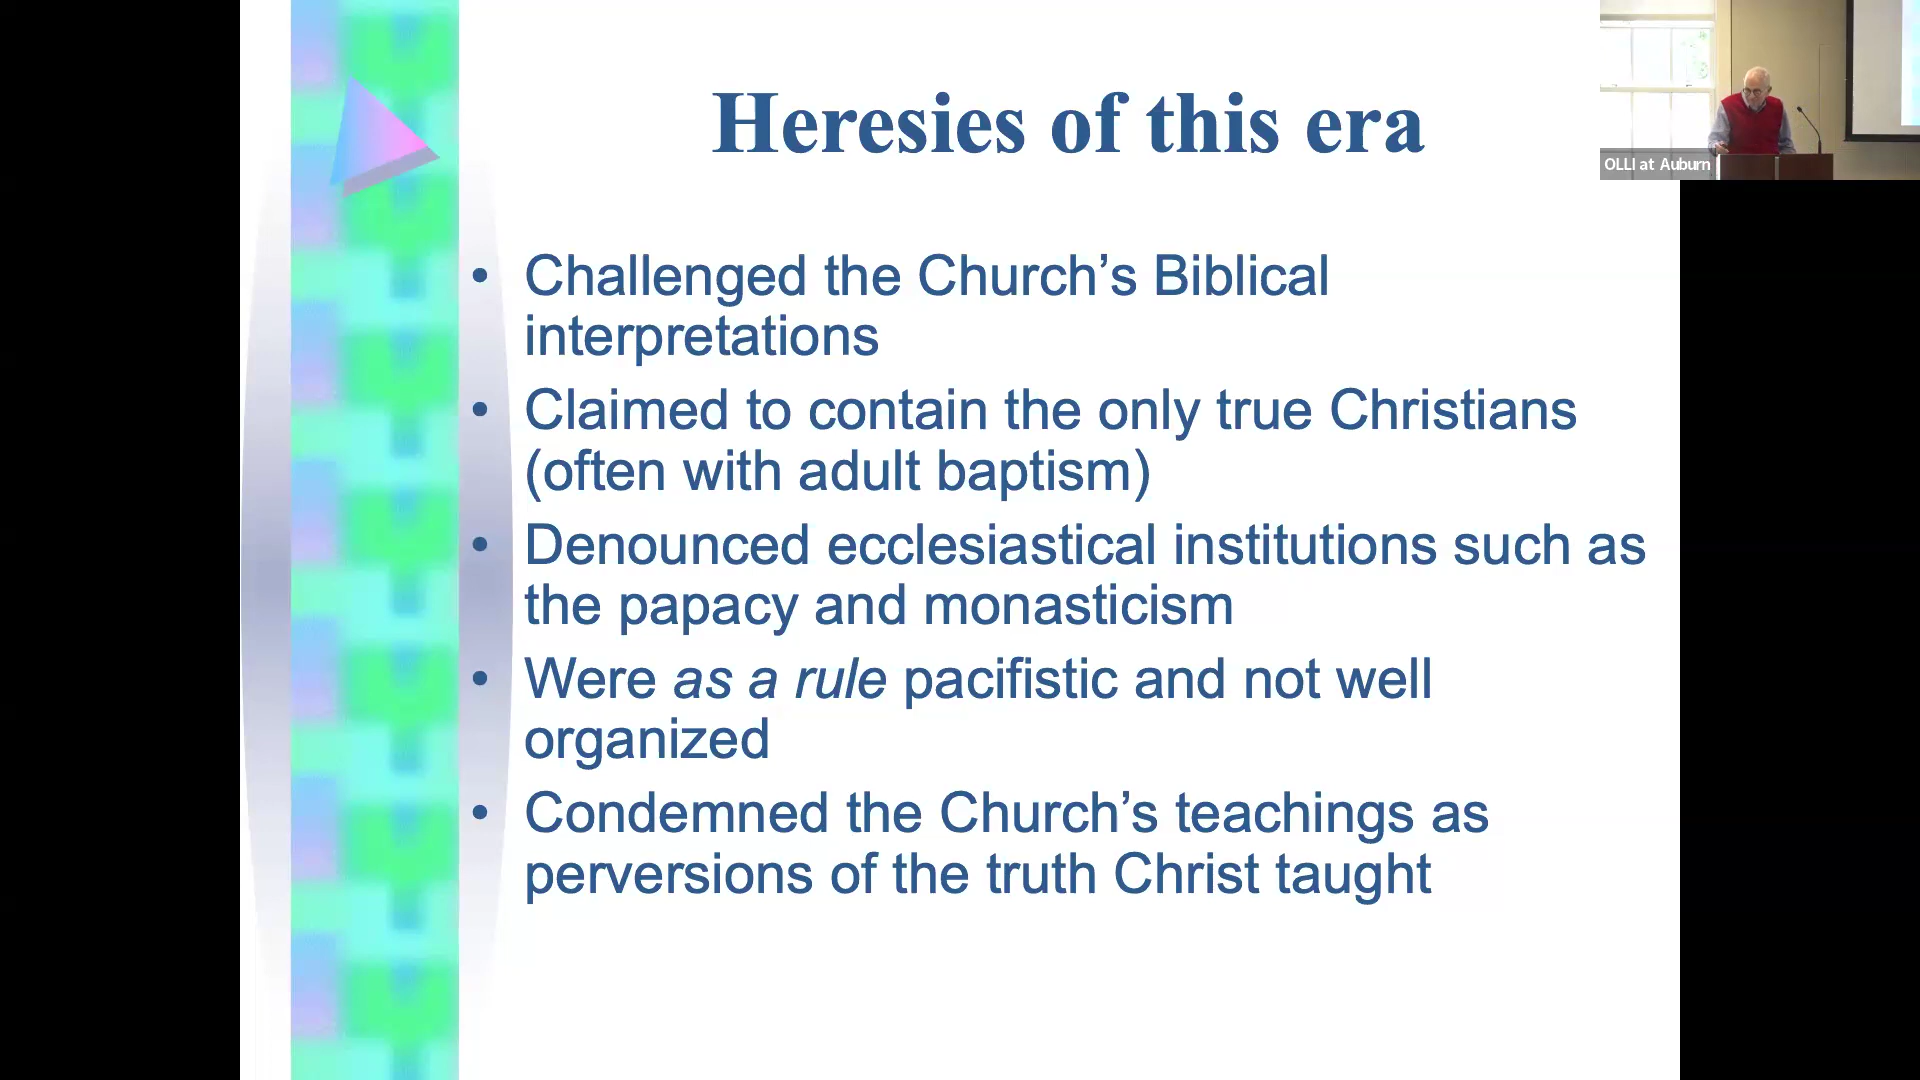 Heresies of this era
OLLI at Auburn
• Challenged the Church’s Biblical
interpretations
• Claimed to contain the only true Christians
(often with adult baptism)
• Denounced ecclesiastical institutions such as
the papacy and monasticism
• Were as a rule pacifistic and not well
organized
• Condemned the Church’s teachings as
perversions of the truth Christ taught